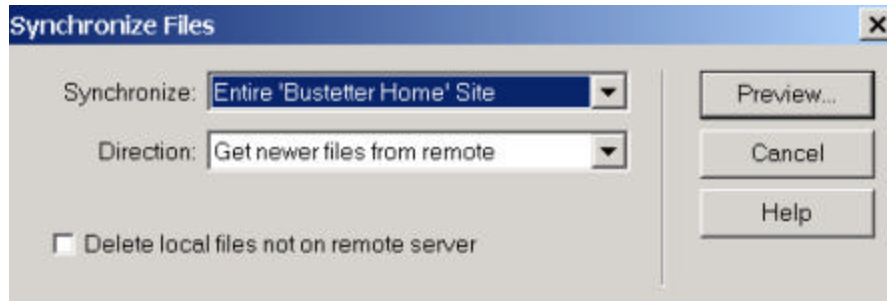 Synchronize Files
Synchronize: Entire 'Bustetter Home' Site
Direction: Get newer files from remote
Delete local files not on remote server
Preview...
Cancel
Help